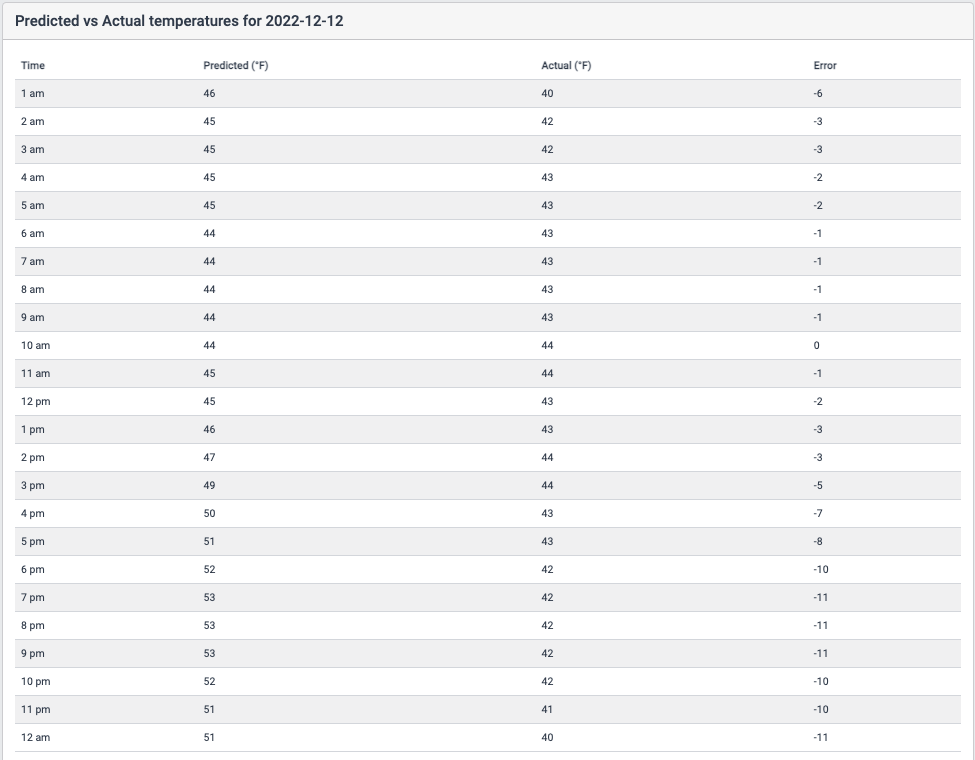 Predicted vs Actual temperatures for 2022-12-12
Time Predicted (°F) Actual (°F) Error
1 am 46 40 -6
2 am 45 42 -3
3 am 45 42 -3
4 am 45 43 -2
5 am 45 43 -2
6 am 44 43 -1
7 am 44 43 -1
8 am 44 43 -1
9 am 44 43 -1
10 am 44 44 0
11 am 45 44 -1
12 pm 45 43 -2
1 pm 46 43 -3
2 pm 47 44 -3
3 pm 49 44 -5
4 pm 50 43 -7
5 pm 51 43 -8
6 pm 52 42 -10
7 pm 53 42 -11
8 pm 53 42 -11
9 pm 53 42 -11
10 pm 52 42 -10
11 pm 51 41 -10
12 am 51 40 -11